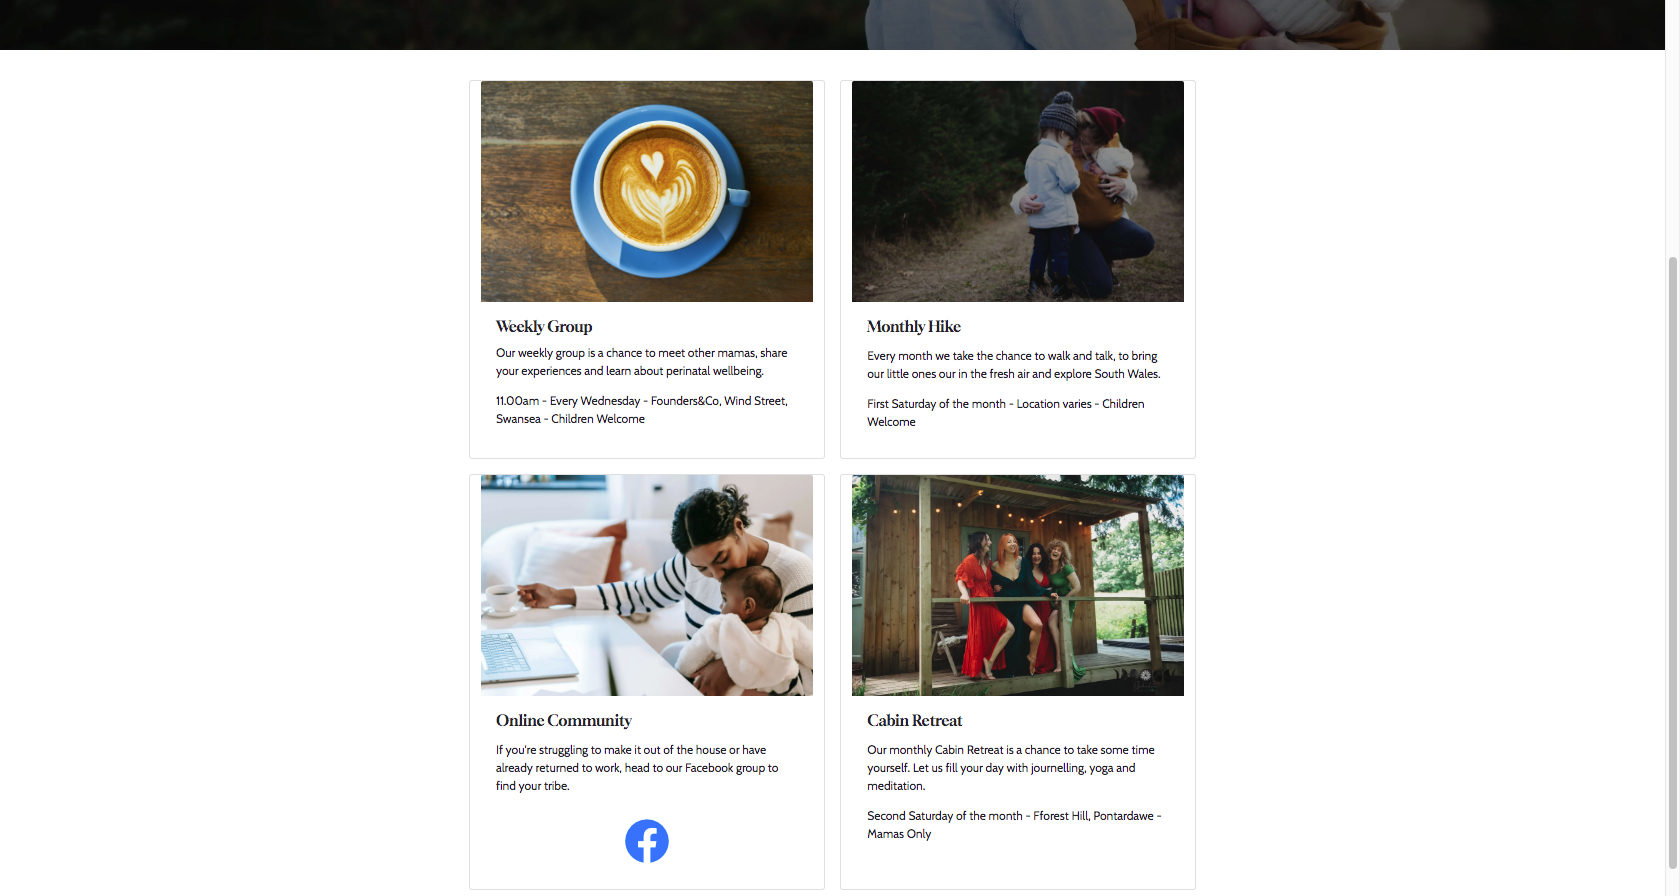 Weekly Group
Our weekly group is a chance to meet other mamas, share
your experiences and learn about perinatal wellbeing.
11.00am - Every Wednesday - Founders&Co, Wind Street,
Swansea - Children Welcome
Monthly Hike
Every month we take the chance to walk and talk, to bring
our little ones our in the fresh air and explore South Wales.
First Saturday of the month - Location varies - Children
Welcome
Online Community
If you're struggling to make it out of the house or have
already returned to work, head to our Facebook group to
find your tribe.
Cabin Retreat
Our monthly Cabin Retreat is a chance to take some time
yourself. Let us fill your day with journelling, yoga and
meditation.
Second Saturday of the month - Fforest Hill, Pontardawe -
Mamas Only